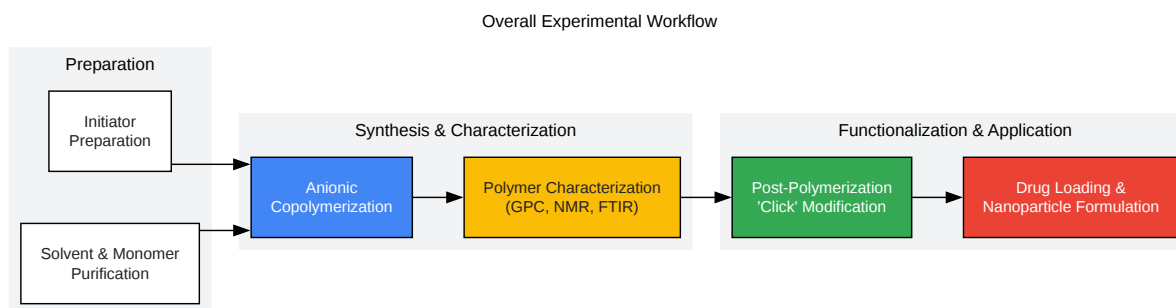 Overall Experimental Workflow
Preparation
Initiator
Preparation
Solvent & Monomer
Purification
Synthesis & Characterization
Anionic
Copolymerization
Polymer Characterization
(GPC, NMR, FTIR)
Functionalization & Application
Post-Polymerization
'Click' Modification
Drug Loading &
Nanoparticle Formulation